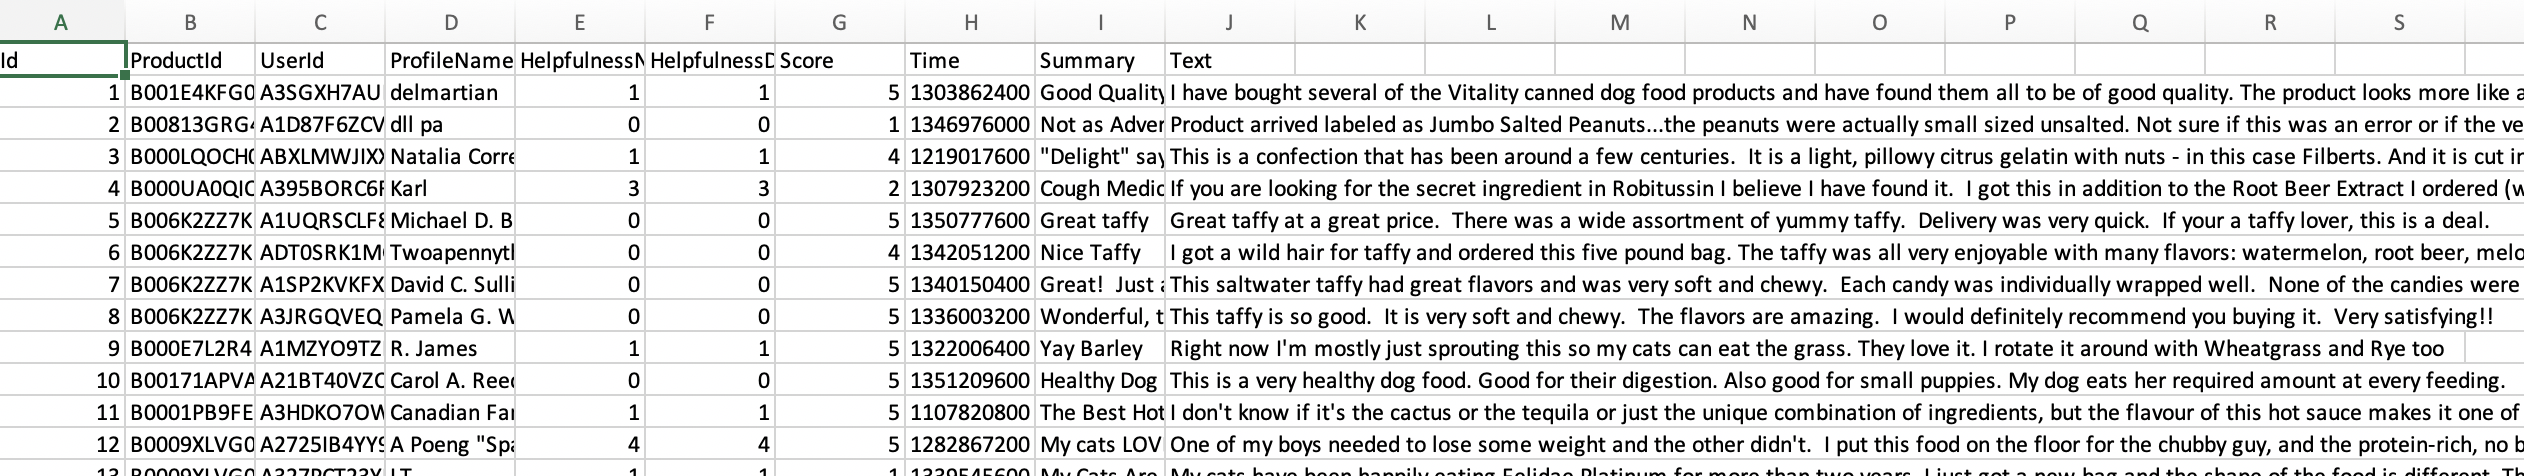 A B C D E F G H I J K L M N O P Q R S
Id ProductId UserId ProfileName HelpfulnessN HelpfulnessD Score Time Summary Text
1 B001E4KFG0 A3SGXH7AU delmartian 1 1 5 1303862400 Good Quality I have bought several of the Vitality canned dog food products and have found them all to be of good quality. The product looks more like a
2 B00813GRG4 A1D87F6ZCV dll pa 0 0 1 1346976000 Not as Adver Product arrived labeled as Jumbo Salted Peanuts...the peanuts were actually small sized unsalted. Not sure if this was an error or if the ve
3 B000LQOCH0 ABXLMWJIXX Natalia Corre 1 1 4 1219017600 "Delight" say This is a confection that has been around a few centuries.  It is a light, pillowy citrus gelatin with nuts - in this case Filberts. And it is cut in
4 B000UA0QIC A395BORC6F Karl 3 3 2 1307923200 Cough Medic If you are looking for the secret ingredient in Robitussin I believe I have found it.  I got this in addition to the Root Beer Extract I ordered (w
5 B006K2ZZ7K A1UQRSCLF8 Michael D. B 0 0 5 1350777600 Great taffy Great taffy at a great price.  There was a wide assortment of yummy taffy.  Delivery was very quick.  If your a taffy lover, this is a deal.
6 B006K2ZZ7K ADT0SRK1M Twoapennyth 0 0 4 1342051200 Nice Taffy I got a wild hair for taffy and ordered this five pound bag. The taffy was all very enjoyable with many flavors: watermelon, root beer, melo
7 B006K2ZZ7K A1SP2KVKFX David C. Sulli 0 0 5 1340150400 Great!  Just a This saltwater taffy had great flavors and was very soft and chewy.  Each candy was individually wrapped well.  None of the candies were
8 B006K2ZZ7K A3JRGQVEQ Pamela G. W 0 0 5 1336003200 Wonderful, t This taffy is so good.  It is very soft and chewy.  The flavors are amazing.  I would definitely recommend you buying it.  Very satisfying!!
9 B000E7L2R4 A1MZYO9TZ R. James 1 1 5 1322006400 Yay Barley Right now I'm mostly just sprouting this so my cats can eat the grass. They love it. I rotate it around with Wheatgrass and Rye too
10 B00171APVA A21BT40VZC Carol A. Reed 0 0 5 1351209600 Healthy Dog This is a very healthy dog food. Good for their digestion. Also good for small puppies. My dog eats her required amount at every feeding.
11 B0001PB9FE A3HDKO7OW Canadian Fan 1 1 5 1107820800 The Best Hot I don't know if it's the cactus or the tequila or just the unique combination of ingredients, but the flavour of this hot sauce makes it one of
12 B0009XLVG0 A2725IB4YY9 A Poeng "Spa 4 4 5 1282867200 My cats LOV One of my boys needed to lose some weight and the other didn't.  I put this food on the floor for the chubby guy, and the protein-rich, no b
13 B0009XLVG0 A327PCT23Y LT 1 1 1 1339545600 My Cats Are My cats have been happily eating Felidae Platinum for more than two years. I just got a new bag and the shape of the food is different. Th